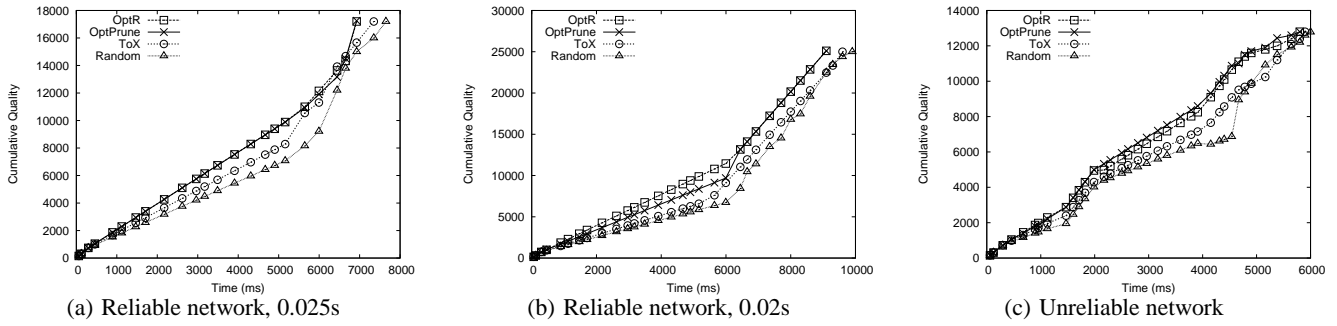 18000
16000
14000
12000
10000
8000
6000
4000
2000
0
Cumulative Quality
OptR
OptPrune
ToX
Random
0 1000 2000 3000 4000 5000 6000 7000 8000
Time (ms)
(a) Reliable network, 0.025s
30000
25000
20000
15000
10000
5000
0
Cumulative Quality
OptR
OptPrune
ToX
Random
0 2000 4000 6000 8000 10000
Time (ms)
(b) Reliable network, 0.02s
14000
12000
10000
8000
6000
4000
2000
0
Cumulative Quality
OptR
OptPrune
ToX
Random
0 1000 2000 3000 4000 5000 6000
Time (ms)
(c) Unreliable network